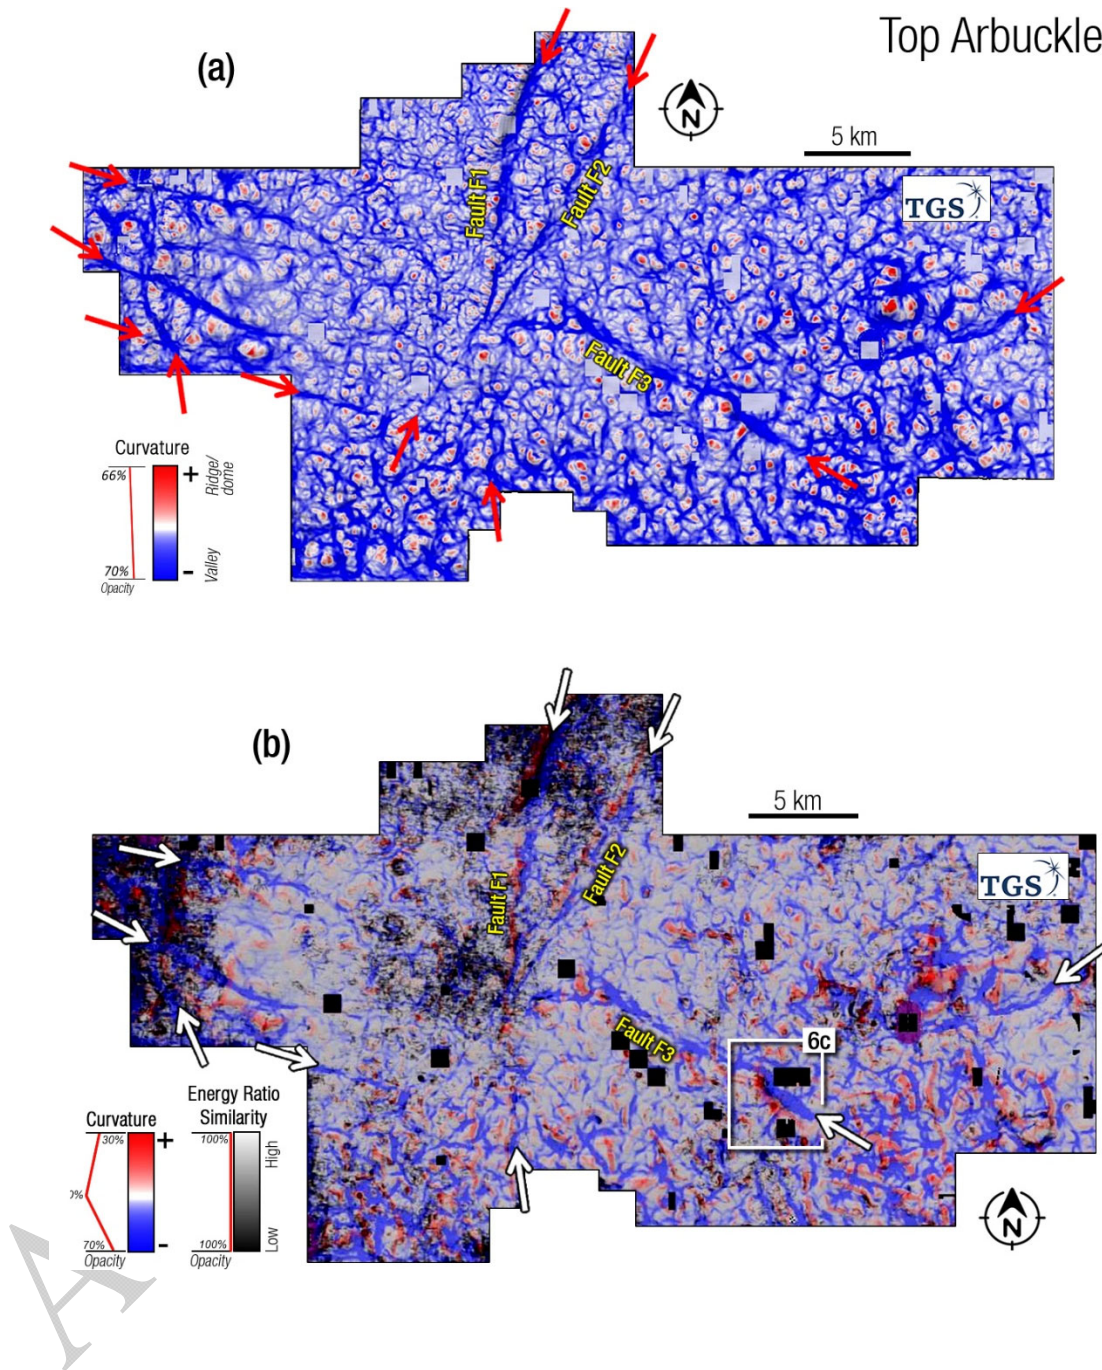 Top Arbuckle
(a)
N
5 km
TGS
Fault F1
Fault F2
Fault F3
Curvature
66%
+
Ridge/
dome
Valley
70%
-
Opacity
(b)
5 km
TGS
Fault F1
Fault F2
Fault F3
6c
Energy Ratio
Similarity
Curvature
30%
+
100%
High
0%
70%
-
100%
Low
Opacity
Opacity
N
A